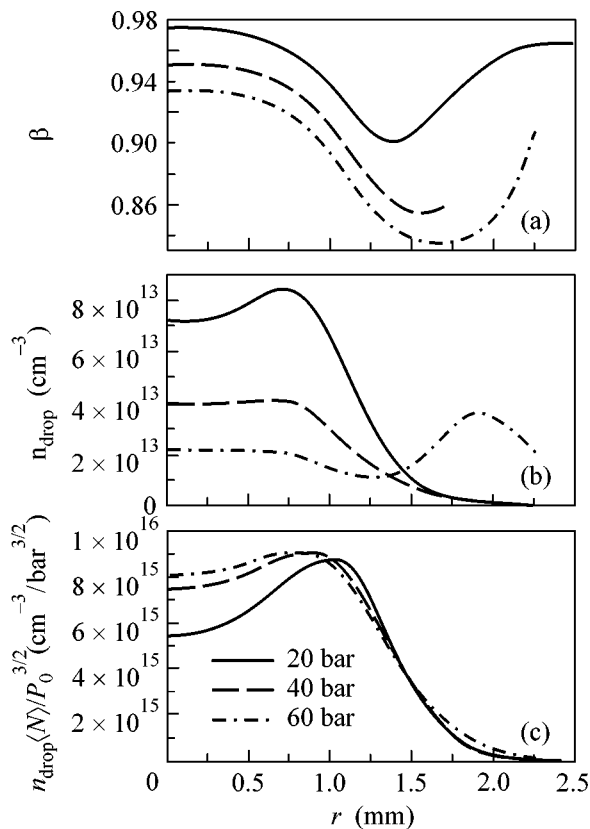 0.98
0.94
β
0.90
0.86
(a)
8 × 10^13
6 × 10^13
n_drop (cm^−3)
4 × 10^13
2 × 10^13
(b)
0
1 × 10^16
8 × 10^15
6 × 10^15
n_drop⟨N⟩/P_0^3/2 (cm^−3/bar^3/2)
20 bar
4 × 10^15
40 bar
2 × 10^15
60 bar
(c)
0 0.5 1.0 1.5 2.0 2.5
r (mm)